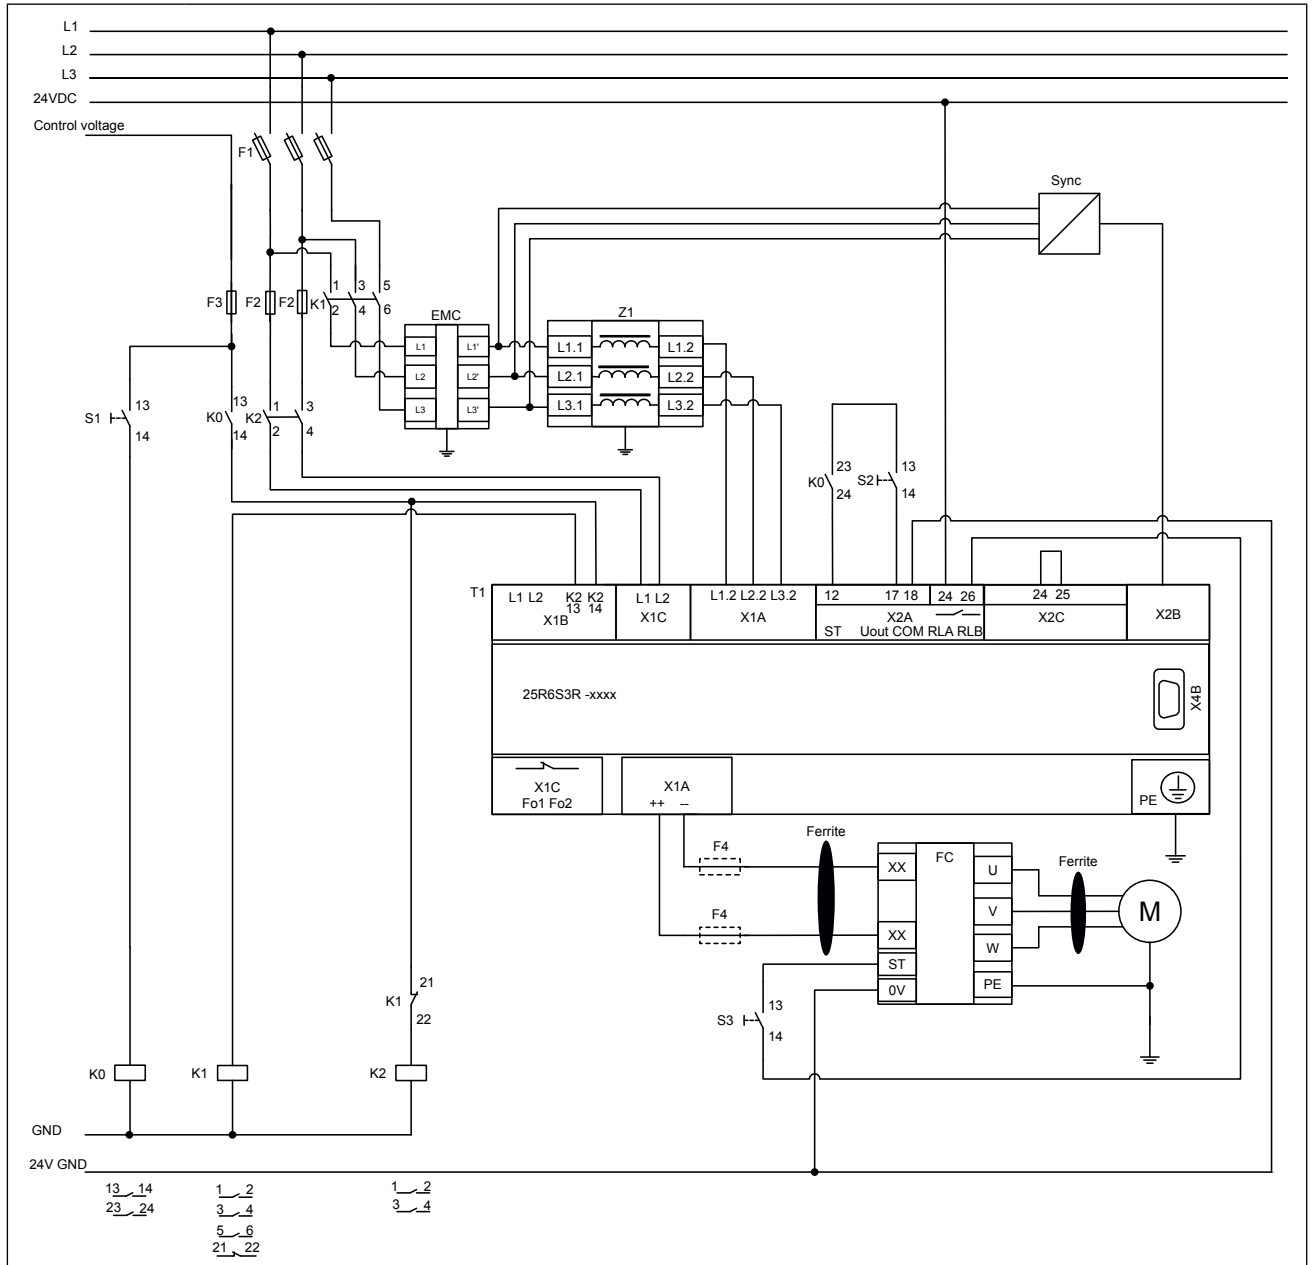 L1
L2
L3
24VDC
Control voltage
F1
Sync
F3 F2 F2 K1 1 3 5
2 4 6
EMC Z1
L1 L1' L1.1 L1.2
L2 L2' L2.1 L2.2
L3 L3' L3.1 L3.2
S1 13 K0 13 K2 1 3
14 14 2 4
K0 23 S2 13
24 14
T1
L1 L2 K2 K2 L1 L2 L1.2 L2.2 L3.2 12 17 18 24 26 24 25
13 14
X1B X1C X1A X2A X2C X2B
ST Uout COM RLA RLB
25R6S3R -xxxx
X4B
X1C X1A
Fo1 Fo2 ++ --
PE
F4 Ferrite FC Ferrite
XX U
V M
F4
XX W
ST
0V PE
K1 21
22
S3 13
14
K0 K1 K2
GND
24V GND
13 14 1 2 1 2
23 24 3 4 3 4
5 6
21 22